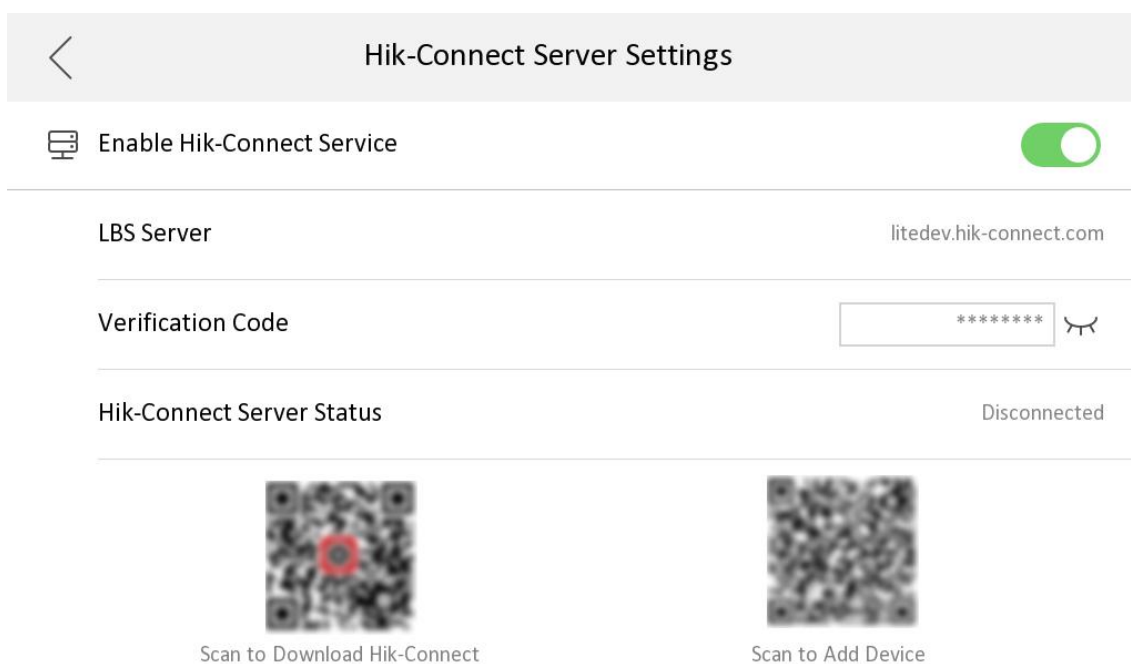 Hik-Connect Server Settings
Enable Hik-Connect Service
LBS Server litedev.hik-connect.com
Verification Code ********
Hik-Connect Server Status Disconnected
Scan to Download Hik-Connect Scan to Add Device